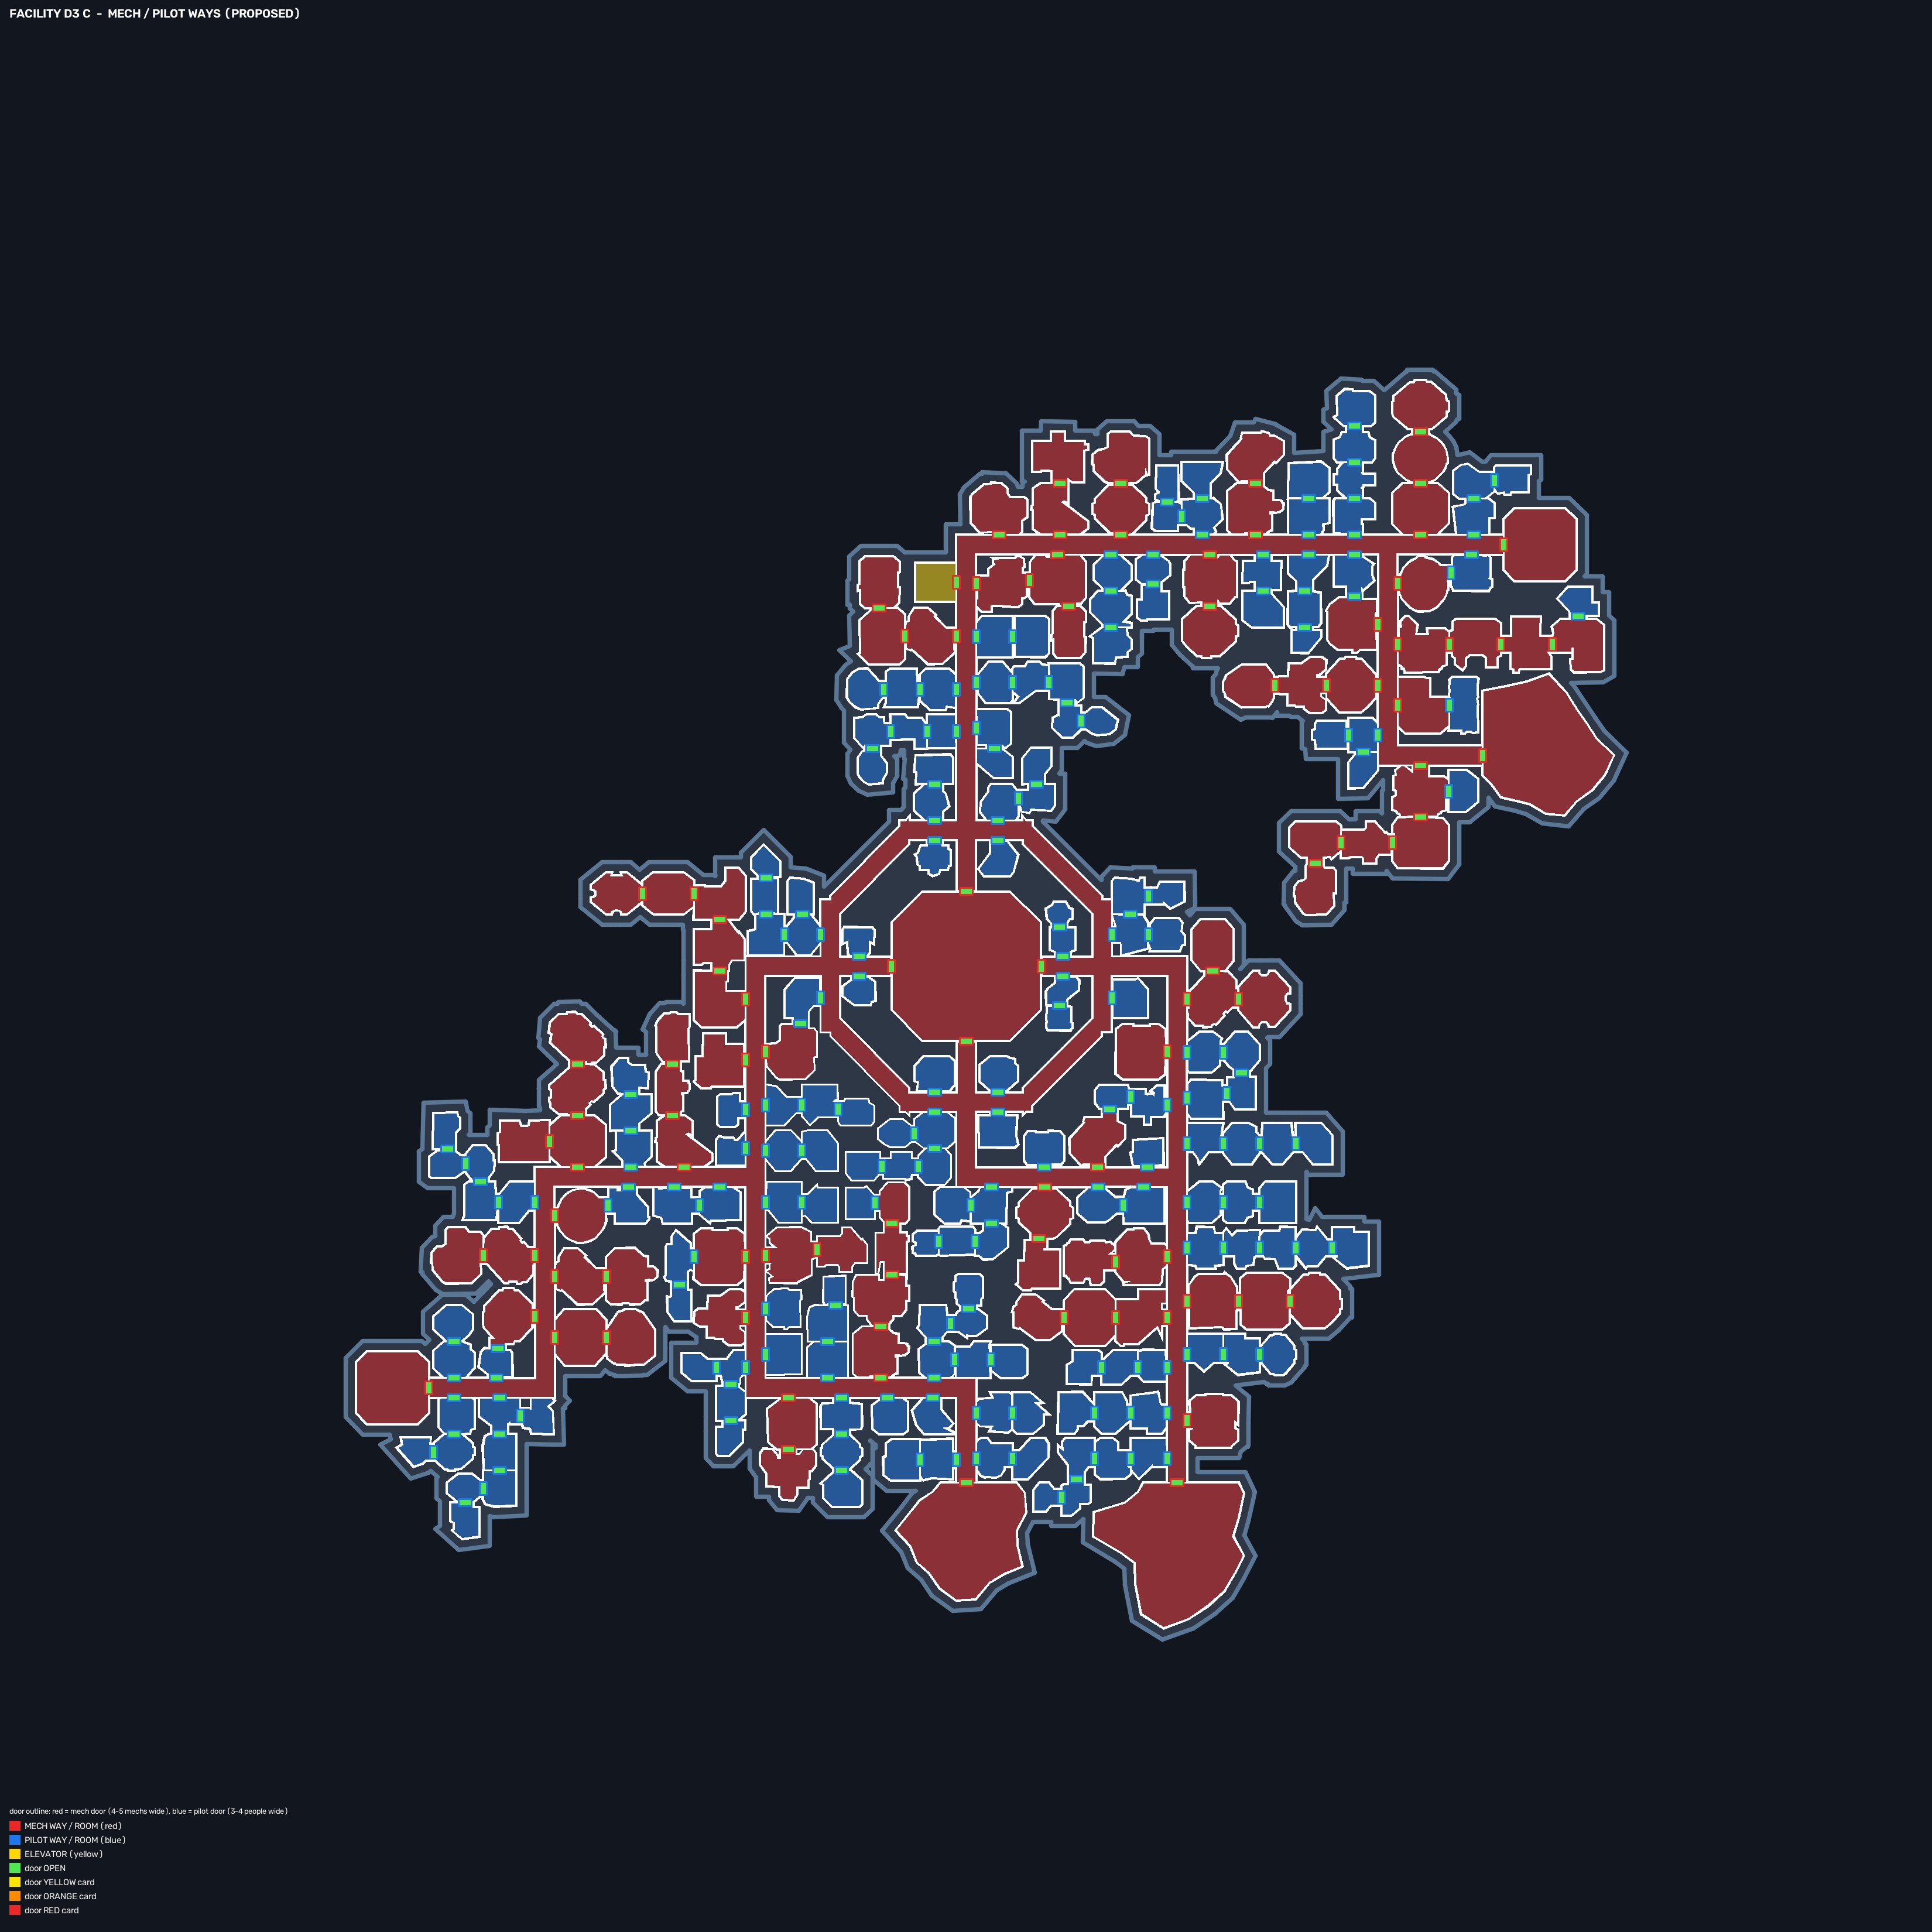 FACILITY D3 C - MECH / PILOT WAYS (PROPOSED)
door outline: red = mech door (4-5 mechs wide), blue = pilot door (3-4 people wide)
MECH WAY / ROOM (red)
PILOT WAY / ROOM (blue)
ELEVATOR (yellow)
door OPEN
door YELLOW card
door ORANGE card
door RED card